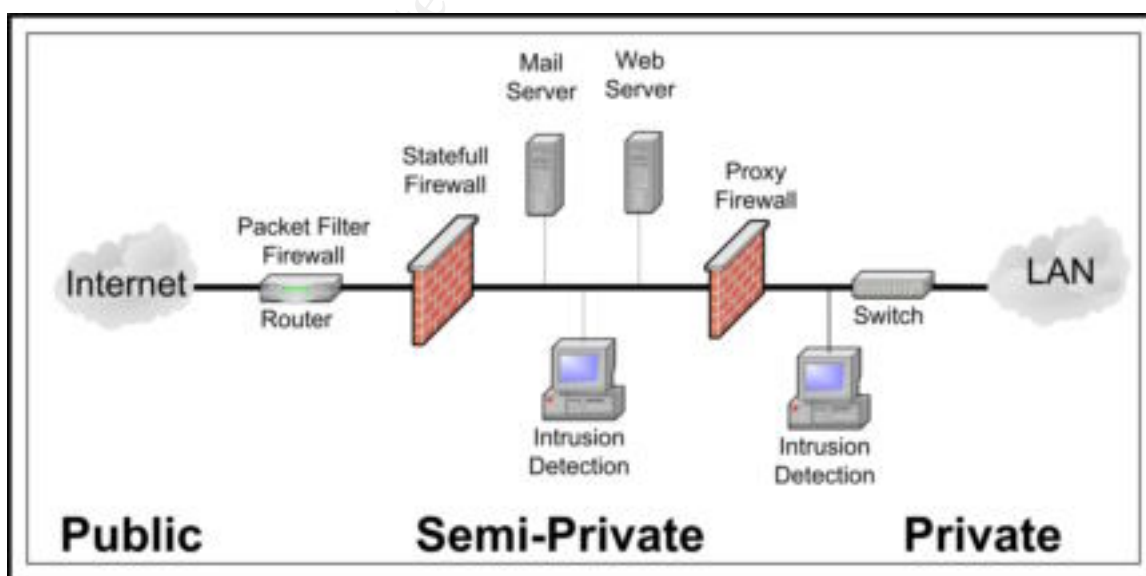 Mail
Server
Web
Server
Statefull
Firewall
Proxy
Firewall
Packet Filter
Firewall
Internet
LAN
Router
Switch
Intrusion
Detection
Intrusion
Detection
Public
Semi-Private
Private